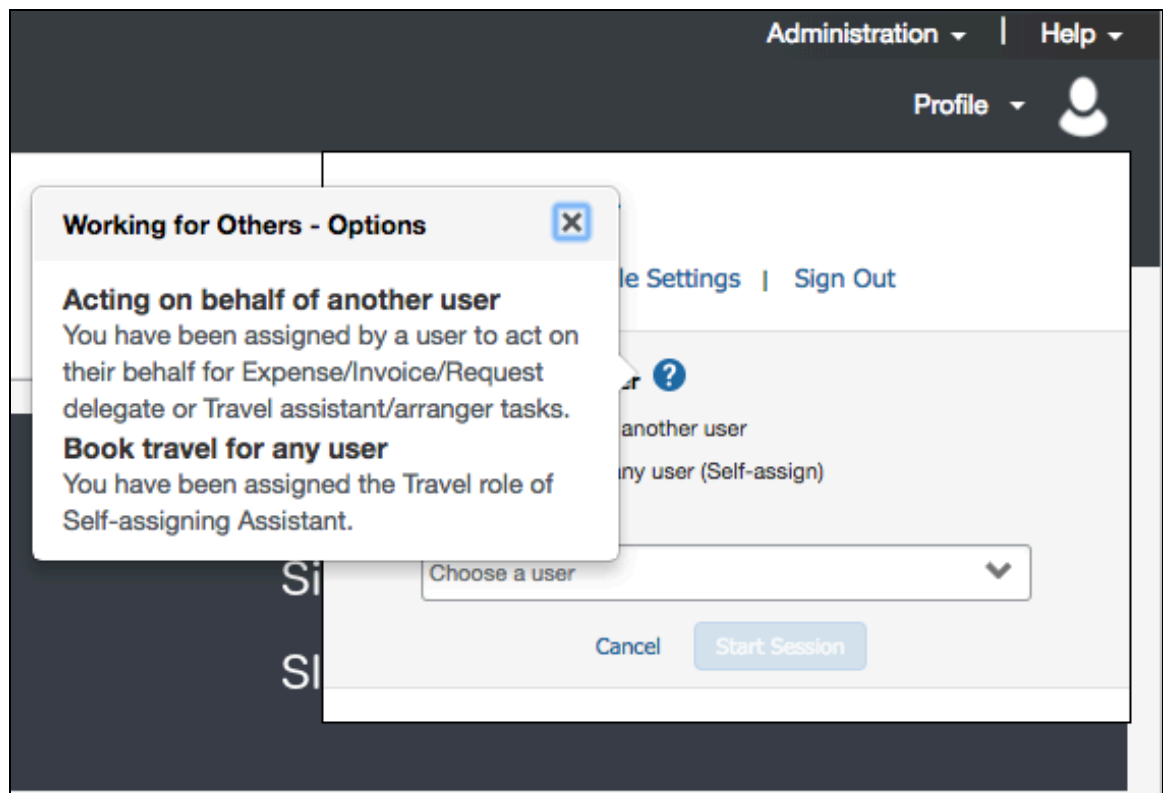 Administration | Help
Profile
Working for Others - Options
Acting on behalf of another user
You have been assigned by a user to act on
their behalf for Expense/Invoice/Request
delegate or Travel assistant/arranger tasks.
Book travel for any user
You have been assigned the Travel role of
Self-assigning Assistant.
le Settings | Sign Out
er ?
another user
ny user (Self-assign)
Choose a user
Cancel Start Session
Si
Sl